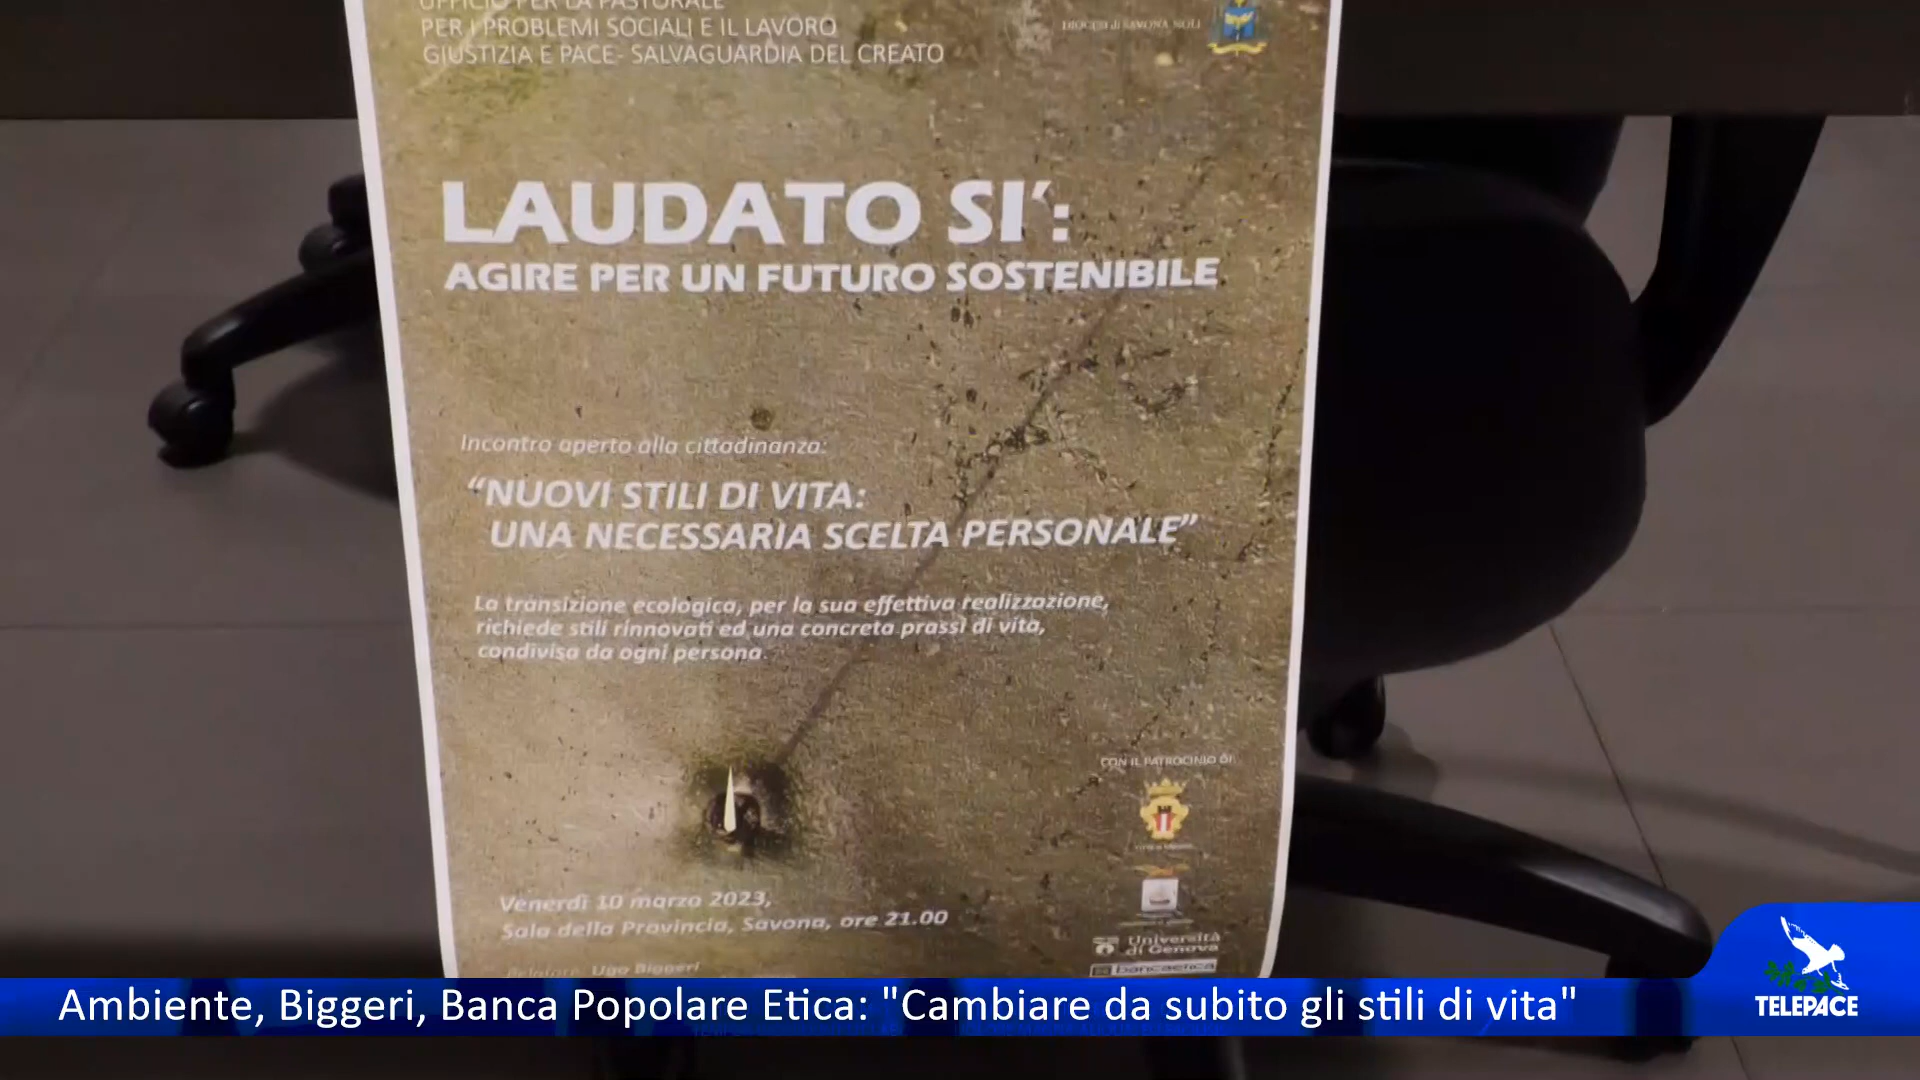 UFFICIO PER LA PASTORALE
PER I PROBLEMI SOCIALI E IL LAVORO
GIUSTIZIA E PACE- SALVAGUARDIA DEL CREATO
DIOCESI di SAVONA NOLI
LAUDATO SI’:
AGIRE PER UN FUTURO SOSTENIBILE
Incontro aperto alla cittadinanza:
“NUOVI STILI DI VITA:
UNA NECESSARIA SCELTA PERSONALE”
La transizione ecologica, per la sua effettiva realizzazione,
richiede stili rinnovati ed una concreta prassi di vita,
condivisa da ogni persona.
CON IL PATROCINIO DI:
Venerdì 10 marzo 2023,
Sala della Provincia, Savona, ore 21.00
Università
di Genova
bancaetica
Relatore: Ugo Biggeri
Ambiente, Biggeri, Banca Popolare Etica: "Cambiare da subito gli stili di vita"
TELEPACE